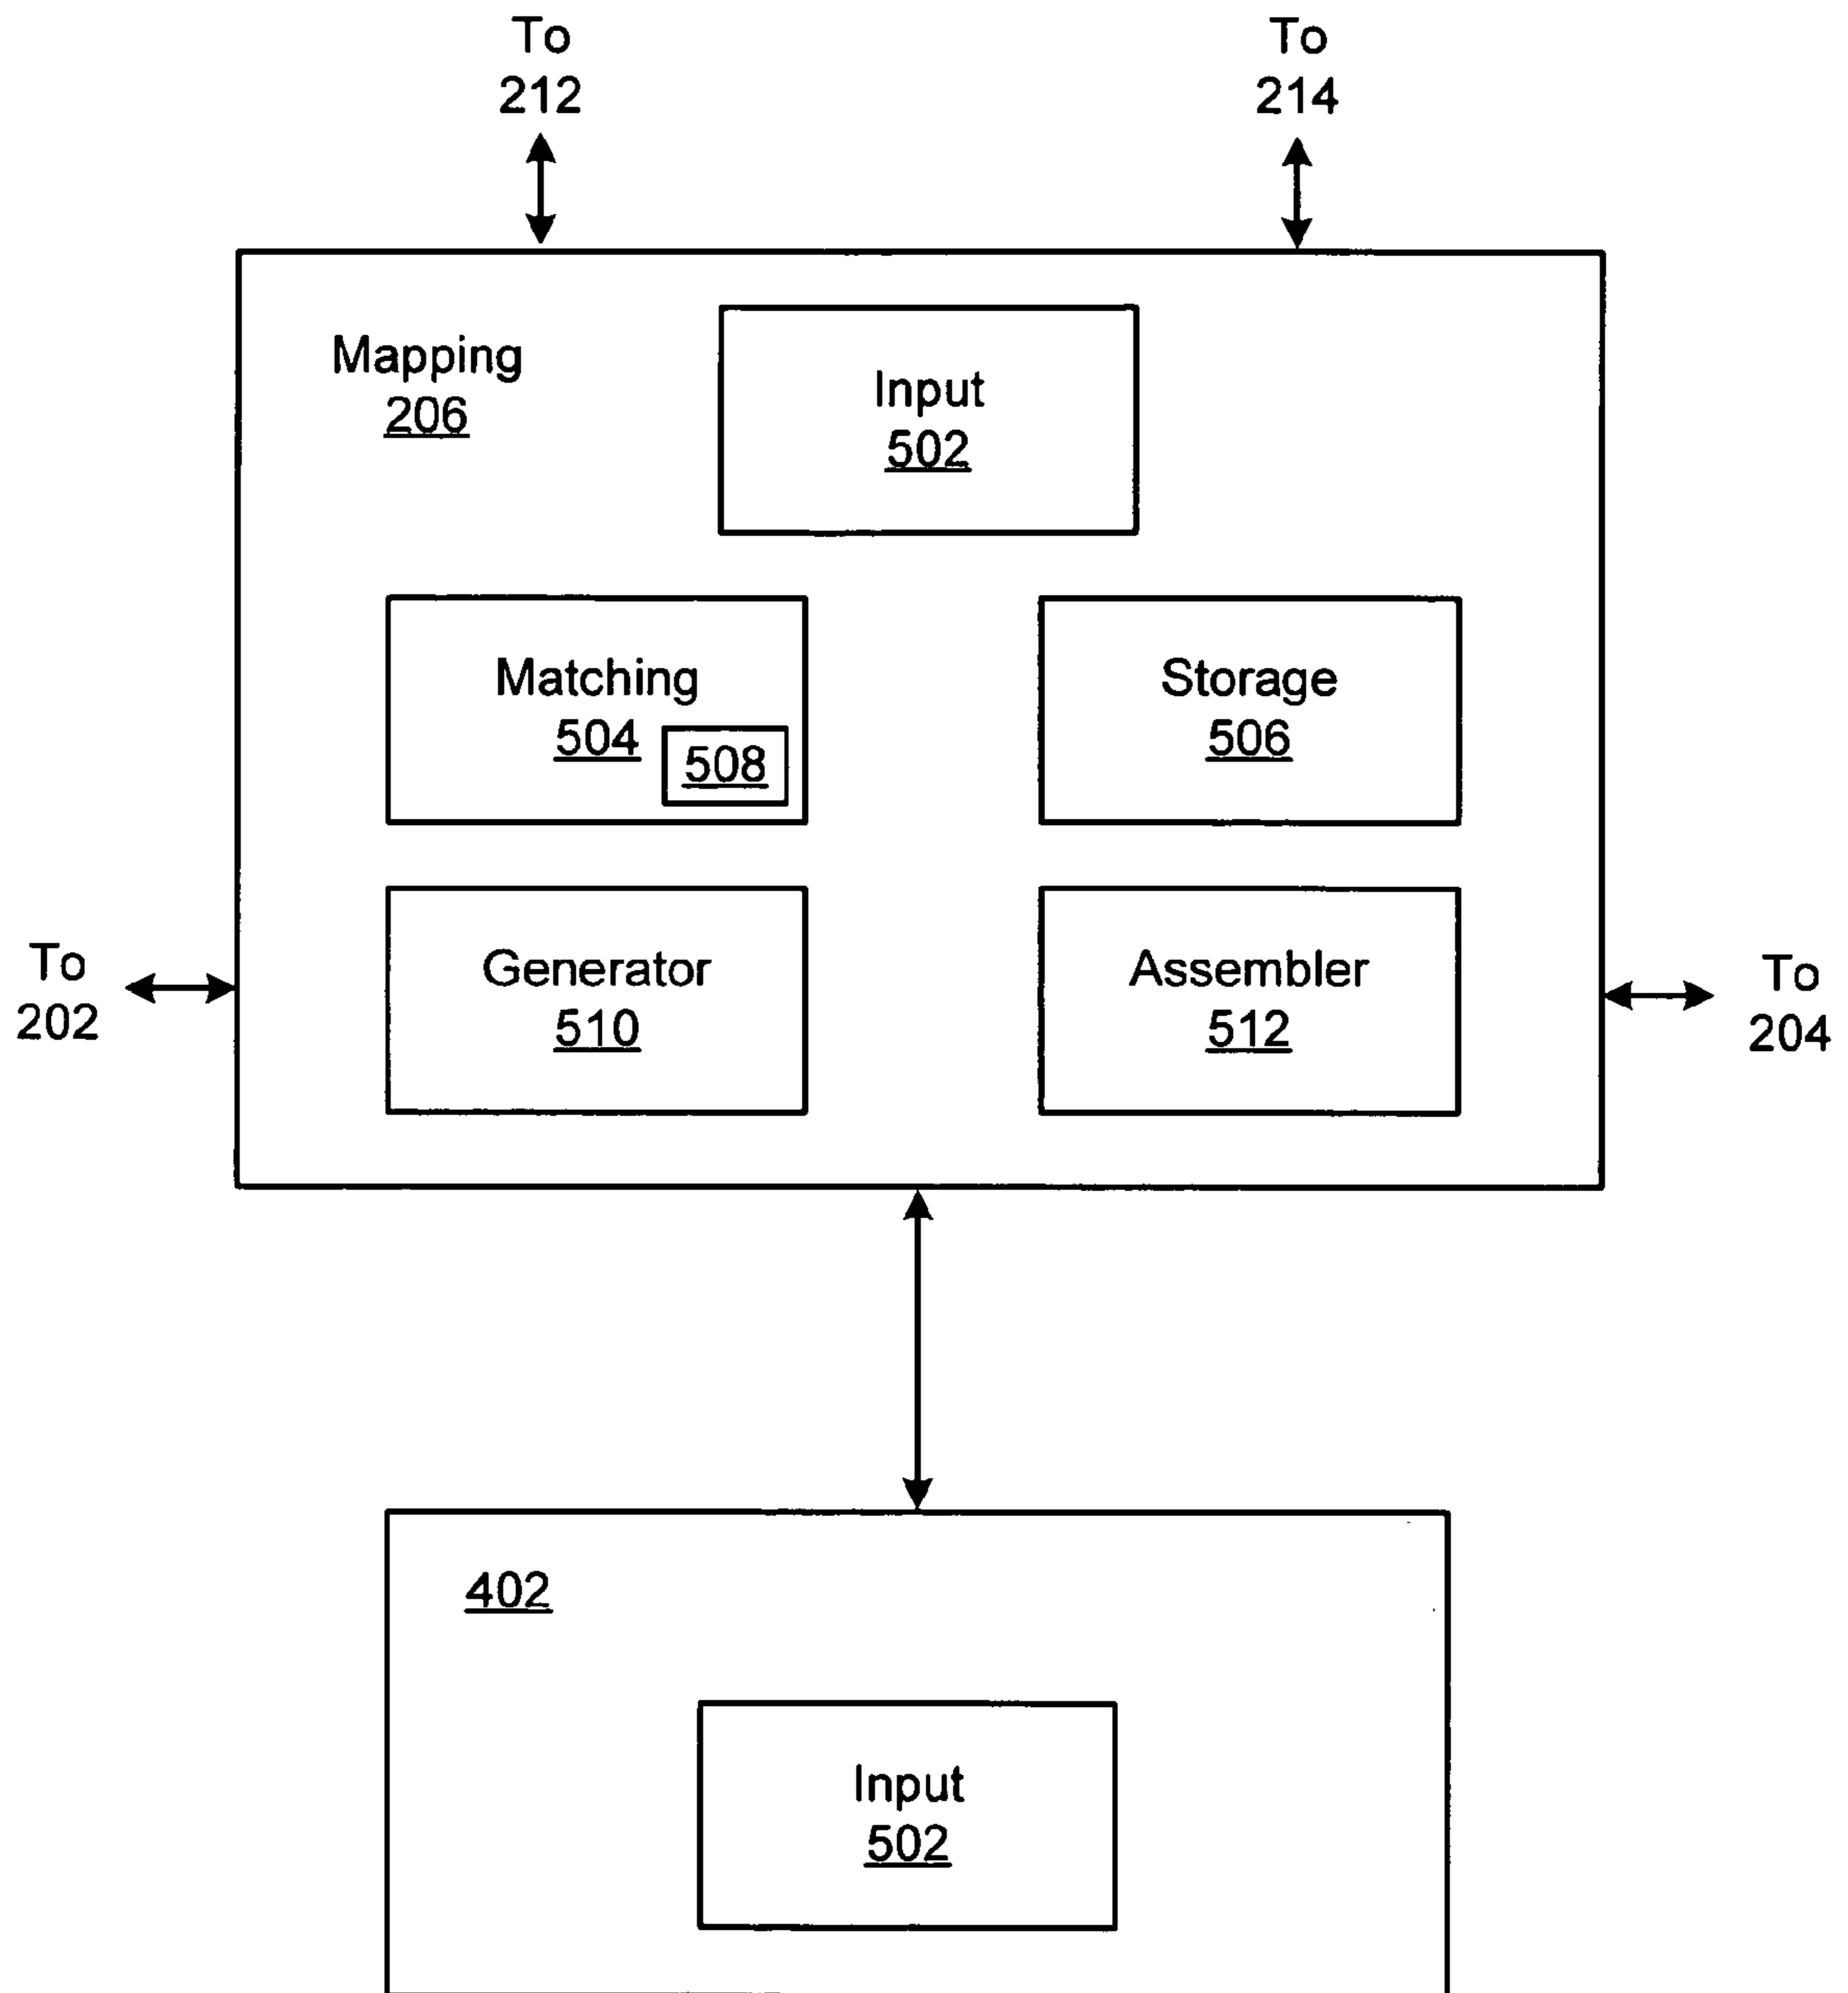 To
212
To
214
Mapping
206
Input
502
Matching
504
508
Storage
506
Generator
510
Assembler
512
To
202
To
204
402
Input
502